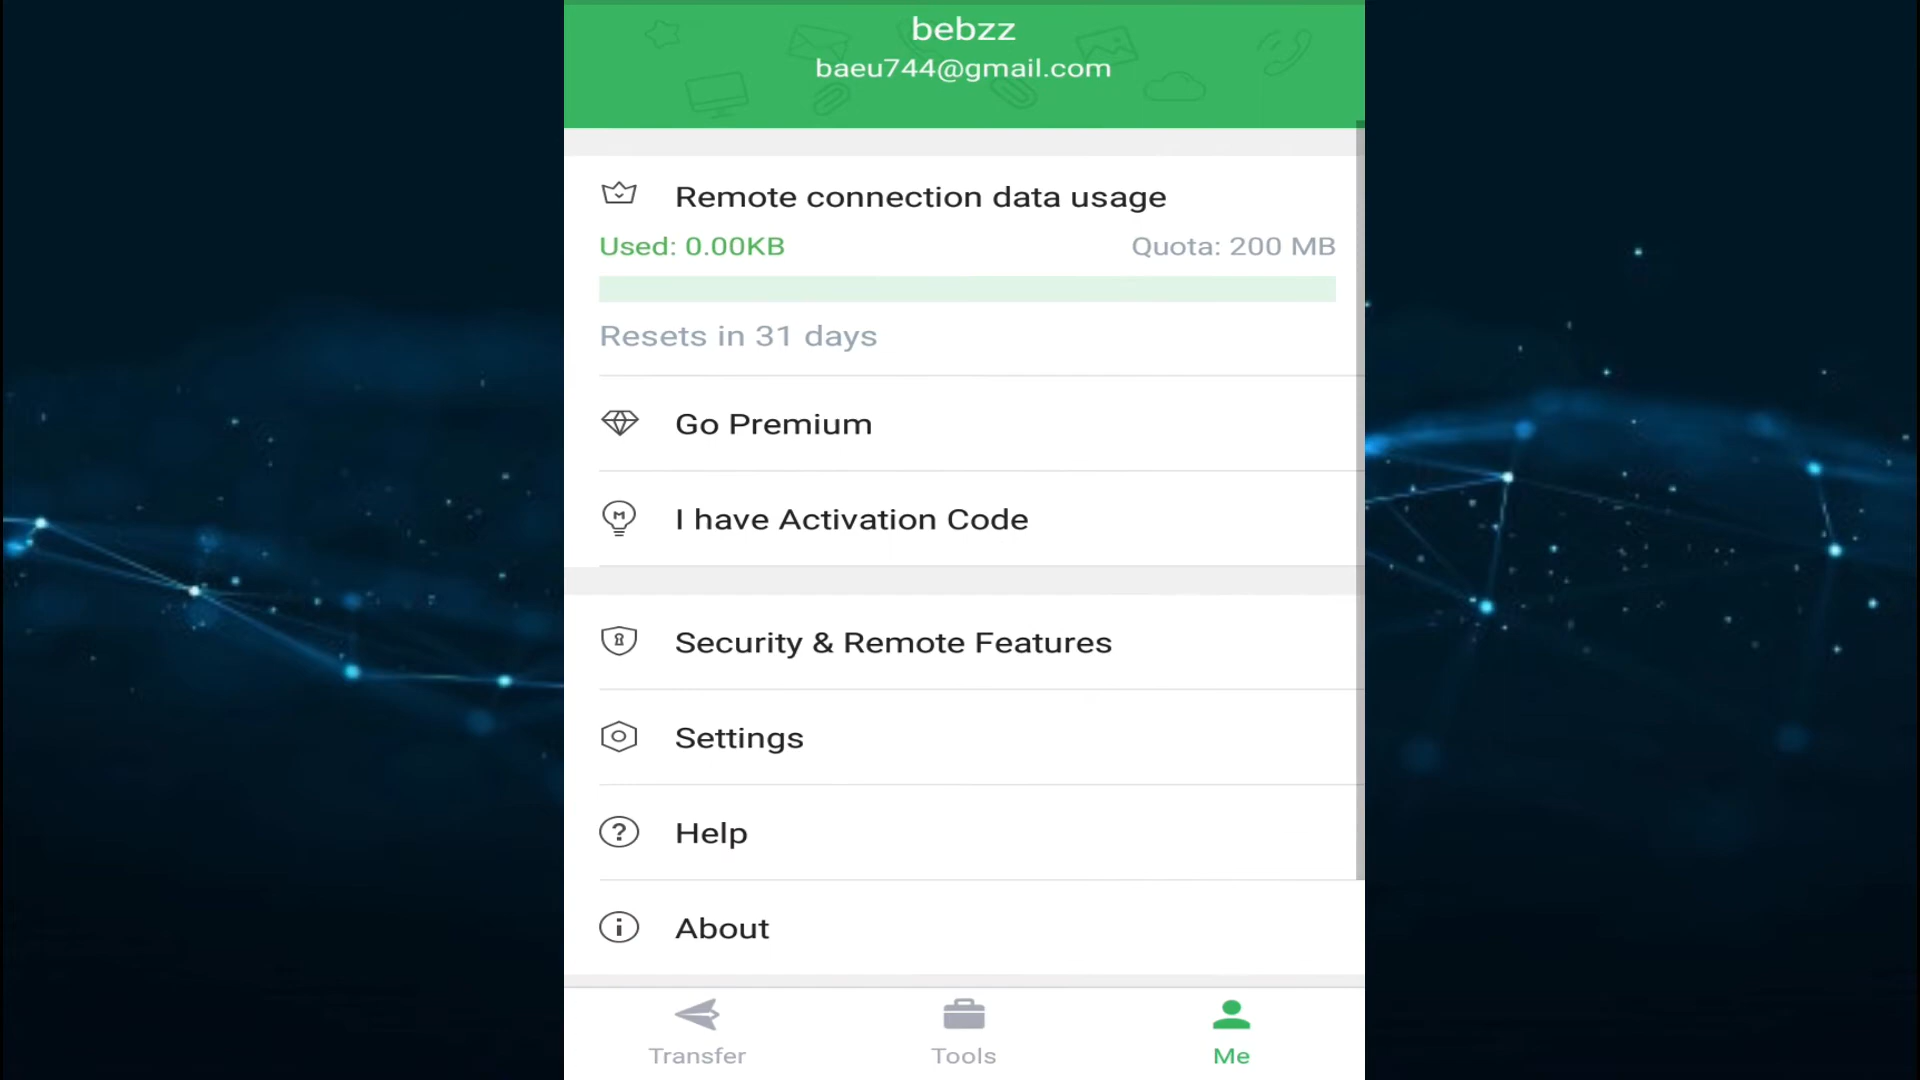 bebzz
baeu744@gmail.com
Remote connection data usage
Used: 0.00KB
Quota: 200 MB
Resets in 31 days
Go Premium
I have Activation Code
Security & Remote Features
Settings
Help
About
Transfer
Tools
Me